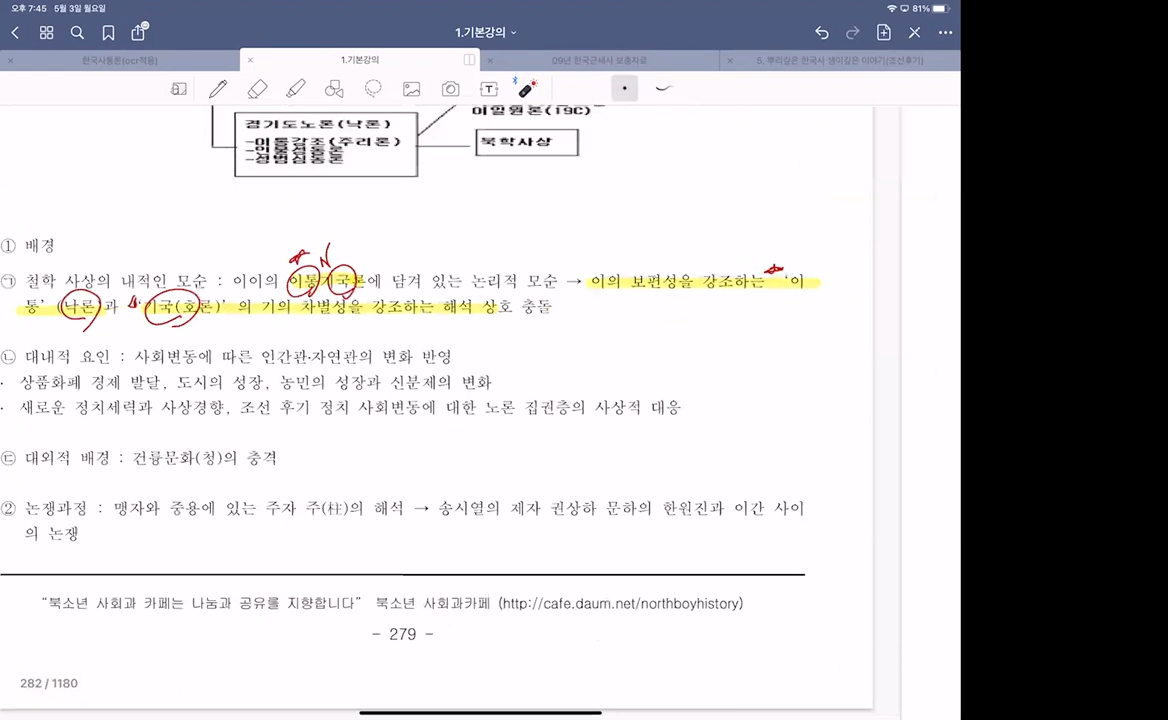 오후 7:45 5월 3일 월요일
81%
1.기본강의
한국사통론(ocr적용)
1.기본강의
09년 한국근세사 보충자료
5. 뿌리깊은 한국사 샘이깊은 이야기(조선후기)
이일원론(19C)
경기도노론(낙론)
북학사상
① 배경
㉠ 철학 사상의 내적인 모순 : 이이의 이통기국론에 담겨 있는 논리적 모순 → 이의 보편성을 강조하는 '이
통' (낙론)과 '기국(호론)' 의 기의 차별성을 강조하는 해석 상호 충돌
㉡ 대내적 요인 : 사회변동에 따른 인간관·자연관의 변화 반영
· 상품화폐 경제 발달, 도시의 성장, 농민의 성장과 신분제의 변화
· 새로운 정치세력과 사상경향, 조선 후기 정치 사회변동에 대한 노론 집권층의 사상적 대응
㉢ 대외적 배경 : 건륭문화(청)의 충격
② 논쟁과정 : 맹자와 중용에 있는 주자 주(柱)의 해석 → 송시열의 제자 권상하 문하의 한원진과 이간 사이
의 논쟁
"북소년 사회과 카페는 나눔과 공유를 지향합니다" 북소년 사회과카페 (http://cafe.daum.net/northboyhistory)
- 279 -
282 / 1180